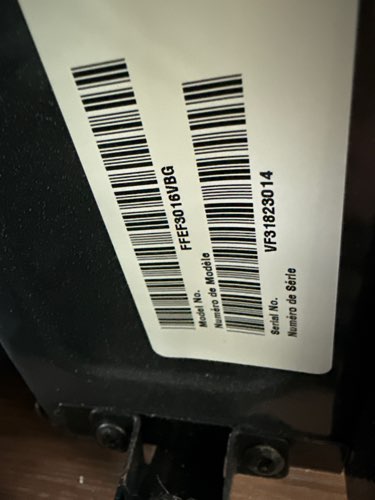 FFEF3016VBG
Model No.
Numéro de Modèle
VF31823014
Serial No.
Numéro de Série